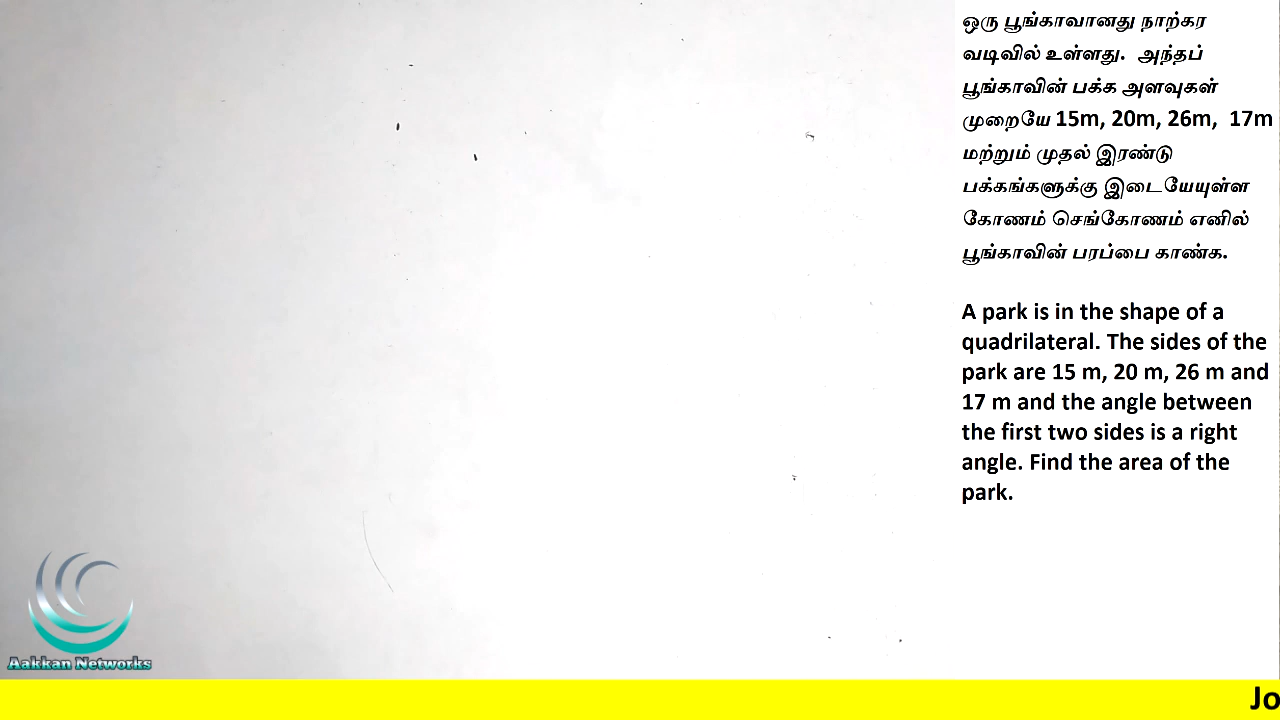 ஒரு பூங்காவானது நாற்கர
வடிவில் உள்ளது. அந்தப்
பூங்காவின் பக்க அளவுகள்
முறையே 15m, 20m, 26m, 17m
மற்றும் முதல் இரண்டு
பக்கங்களுக்கு இடையேயுள்ள
கோணம் செங்கோணம் எனில்
பூங்காவின் பரப்பை காண்க.
A park is in the shape of a
quadrilateral. The sides of the
park are 15 m, 20 m, 26 m and
17 m and the angle between
the first two sides is a right
angle. Find the area of the
park.
Aakkan Networks
Jo